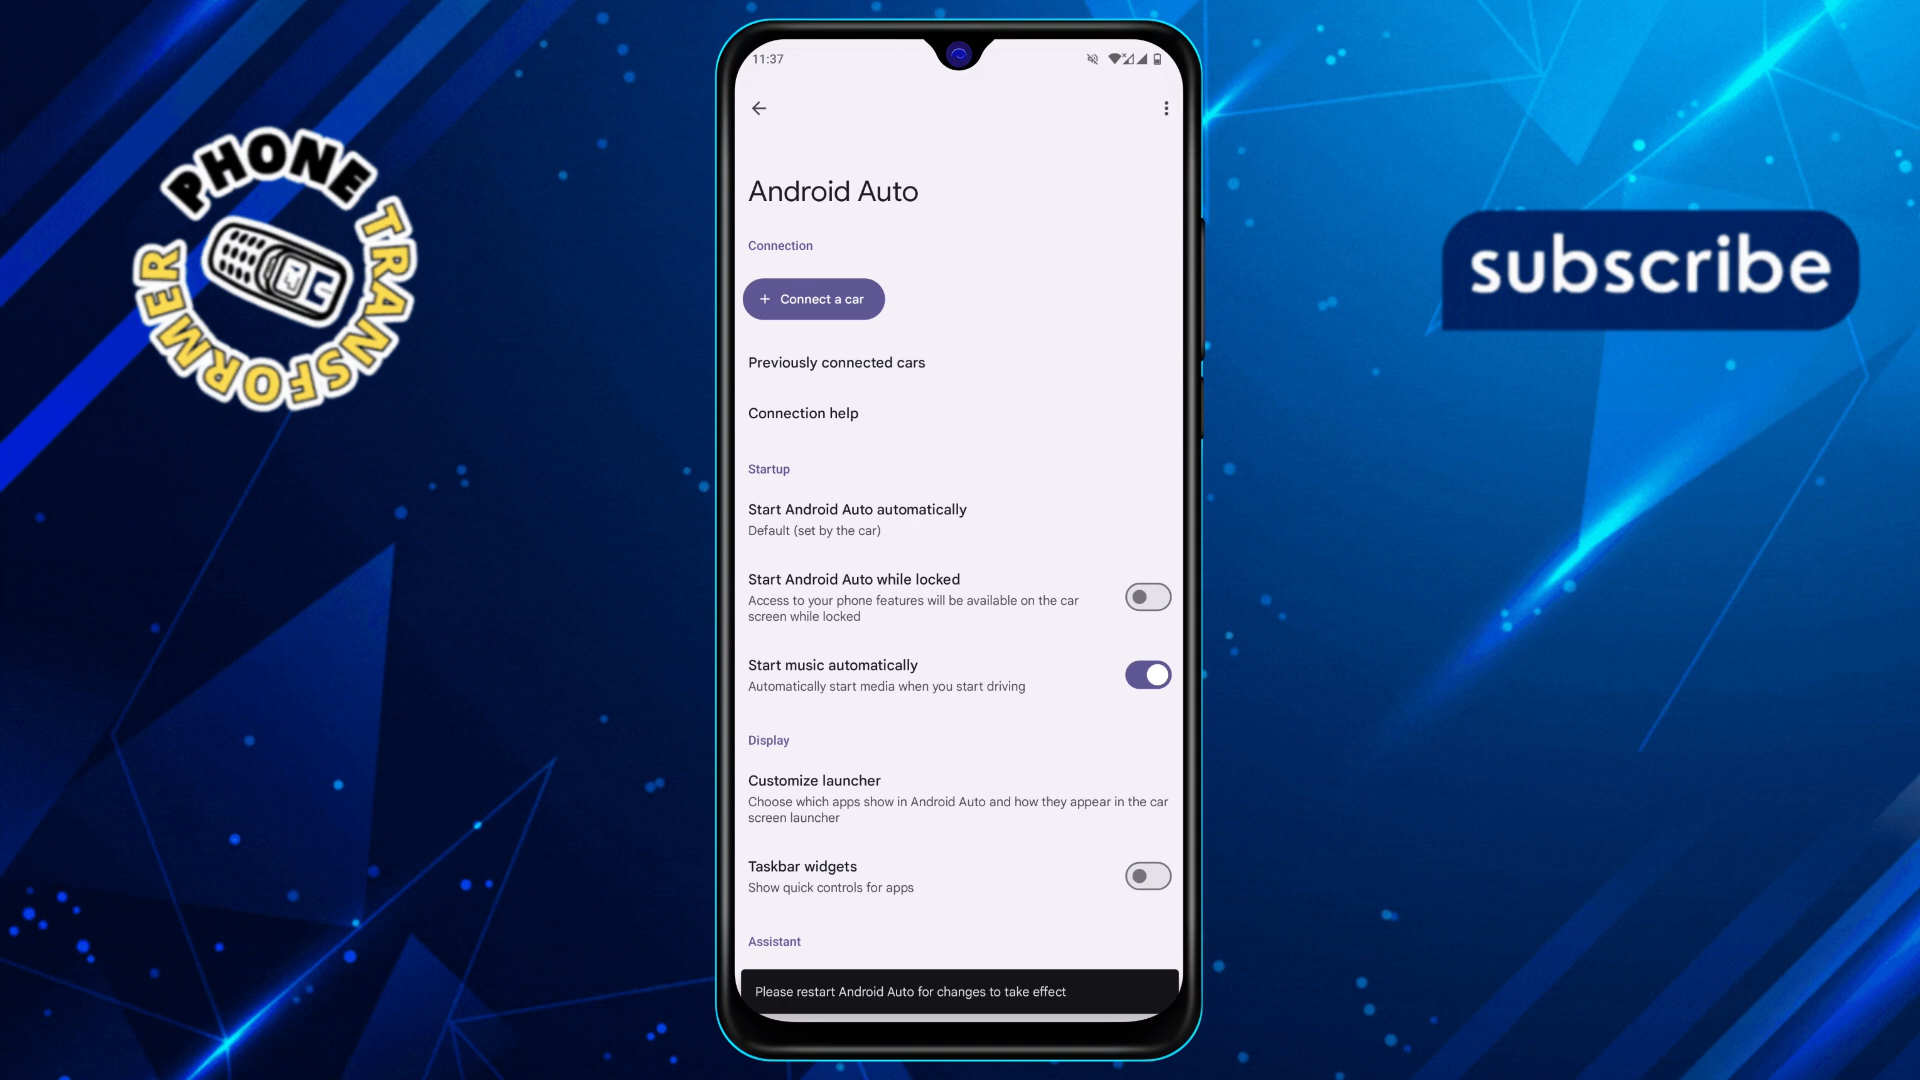 PHONE TRANSFORMER
subscribe
11:37
Android Auto
Connection
+ Connect a car
Previously connected cars
Connection help
Startup
Start Android Auto automatically
Default (set by the car)
Start Android Auto while locked
Access to your phone features will be available on the car
screen while locked
Start music automatically
Automatically start media when you start driving
Display
Customize launcher
Choose which apps show in Android Auto and how they appear in the car
screen launcher
Taskbar widgets
Show quick controls for apps
Assistant
Please restart Android Auto for changes to take effect